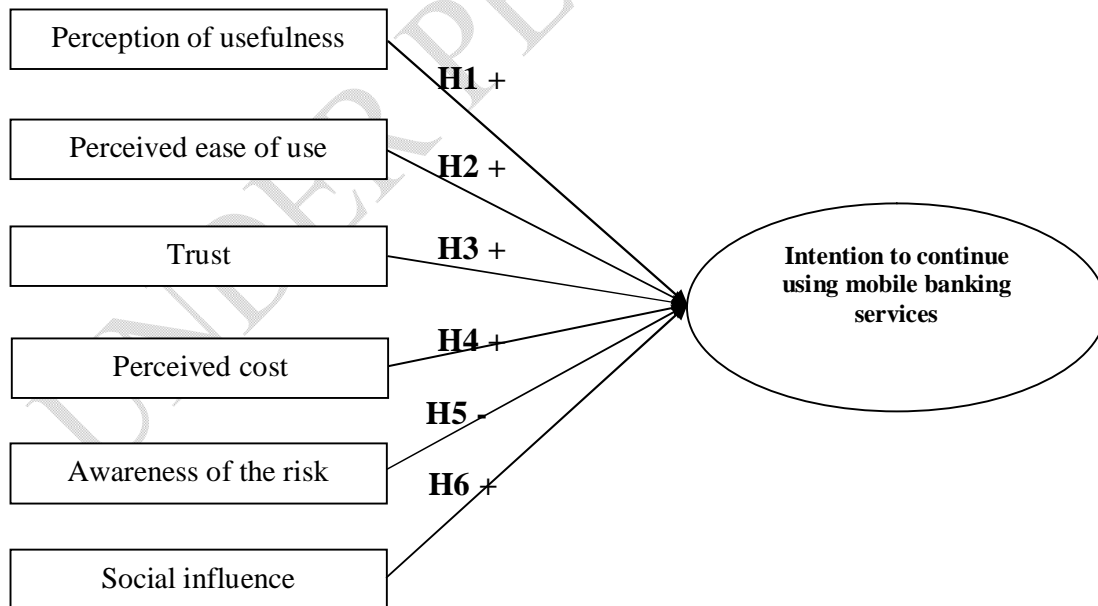 Perception of usefulness
H1 +
Perceived ease of use
H2 +
Trust
H3 +
Intention to continue
using mobile banking
services
Perceived cost
H4 +
Awareness of the risk
H5 -
Social influence
H6 +
UNDER